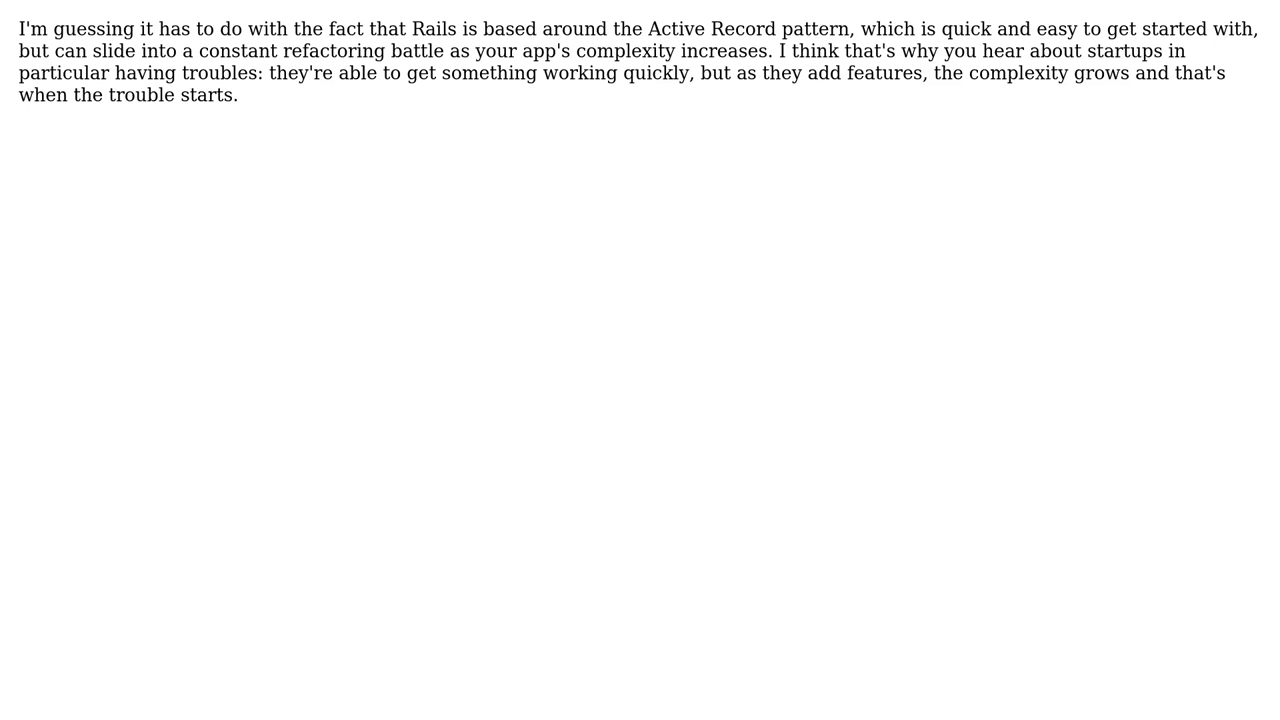 I'm guessing it has to do with the fact that Rails is based around the Active Record pattern, which is quick and easy to get started with,
but can slide into a constant refactoring battle as your app's complexity increases. I think that's why you hear about startups in
particular having troubles: they're able to get something working quickly, but as they add features, the complexity grows and that's
when the trouble starts.